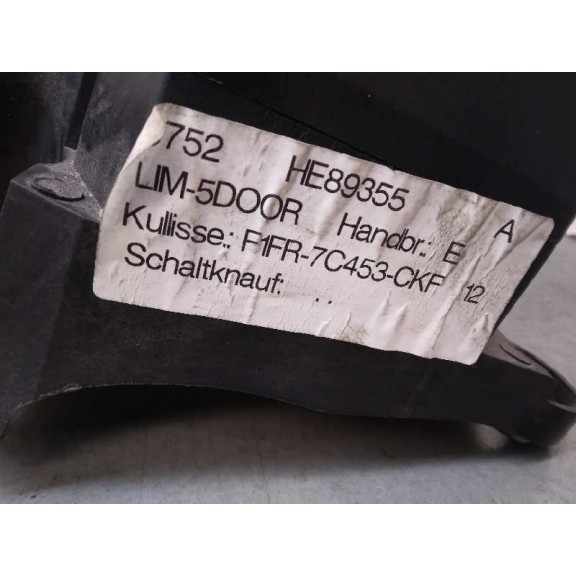 752 HE89355
LIM-5DOOR Handbr.: E A
Kullisse.: F1FR-7C453-CKF 12
Schaltknauf: . .